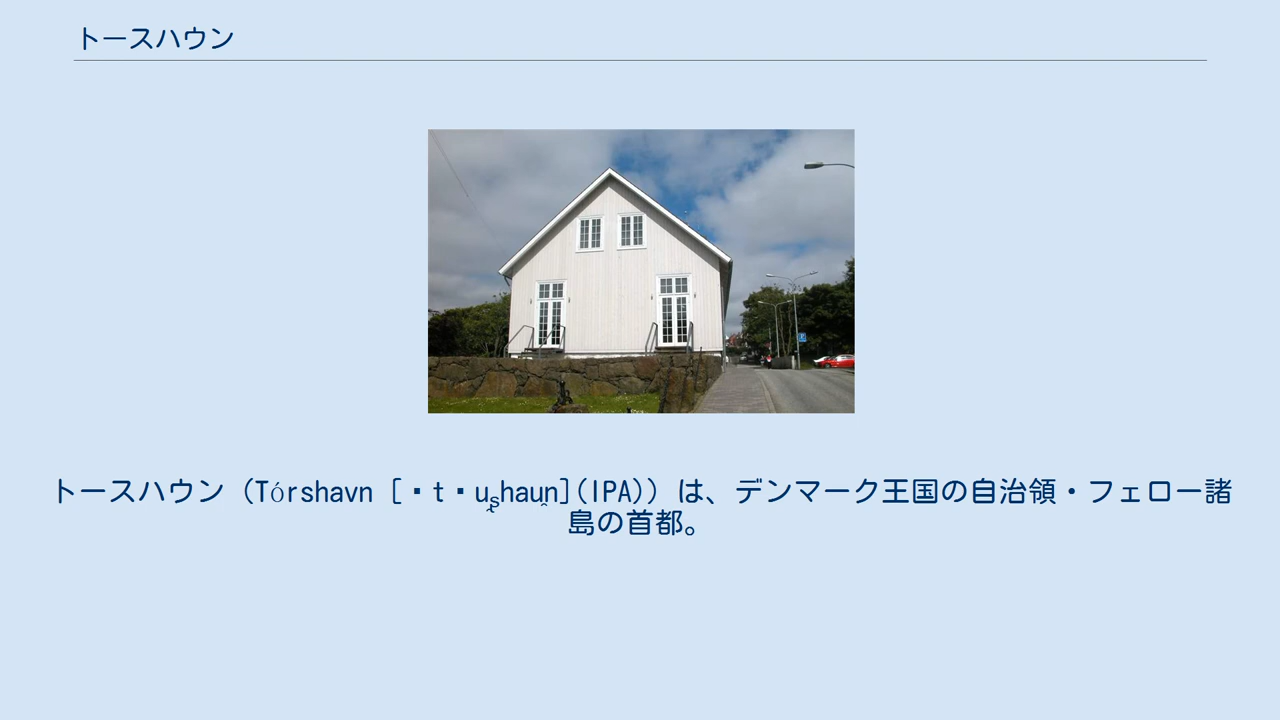 トースハウン
トースハウン（Tórshavn [・t・uʂhau̯n](IPA)）は、デンマーク王国の自治領・フェロー諸
島の首都。